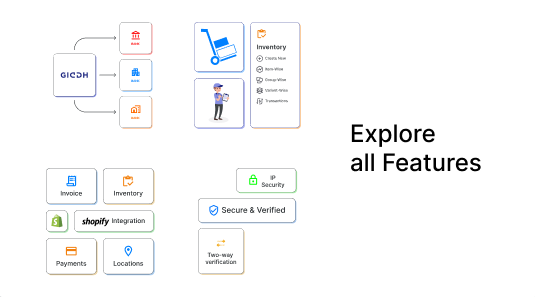 GIDDH
Inventory
Create New
Item-Wise
Group-Wise
Variant-Wise
Transactions
Explore
all Features
Invoice
Inventory
shopify Integration
Payments
Locations
IP
Security
Secure & Verified
Two-way
verification